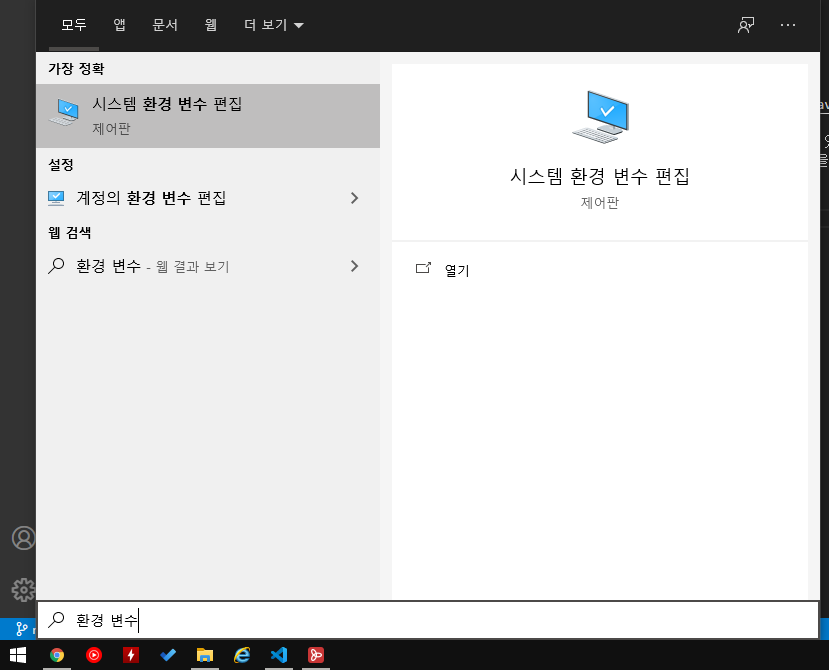 모두 앱 문서 웹 더 보기
가장 정확
시스템 환경 변수 편집
제어판
설정
계정의 환경 변수 편집
웹 검색
환경 변수 - 웹 결과 보기
시스템 환경 변수 편집
제어판
열기
환경 변수